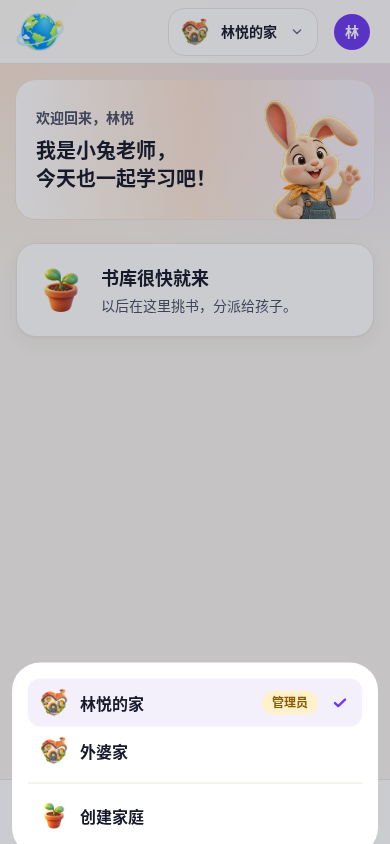 林悦的家
林
欢迎回来，林悦
我是小兔老师，
今天也一起学习吧！
书库很快就来
以后在这里挑书，分派给孩子。
林悦的家
管理员
外婆家
创建家庭